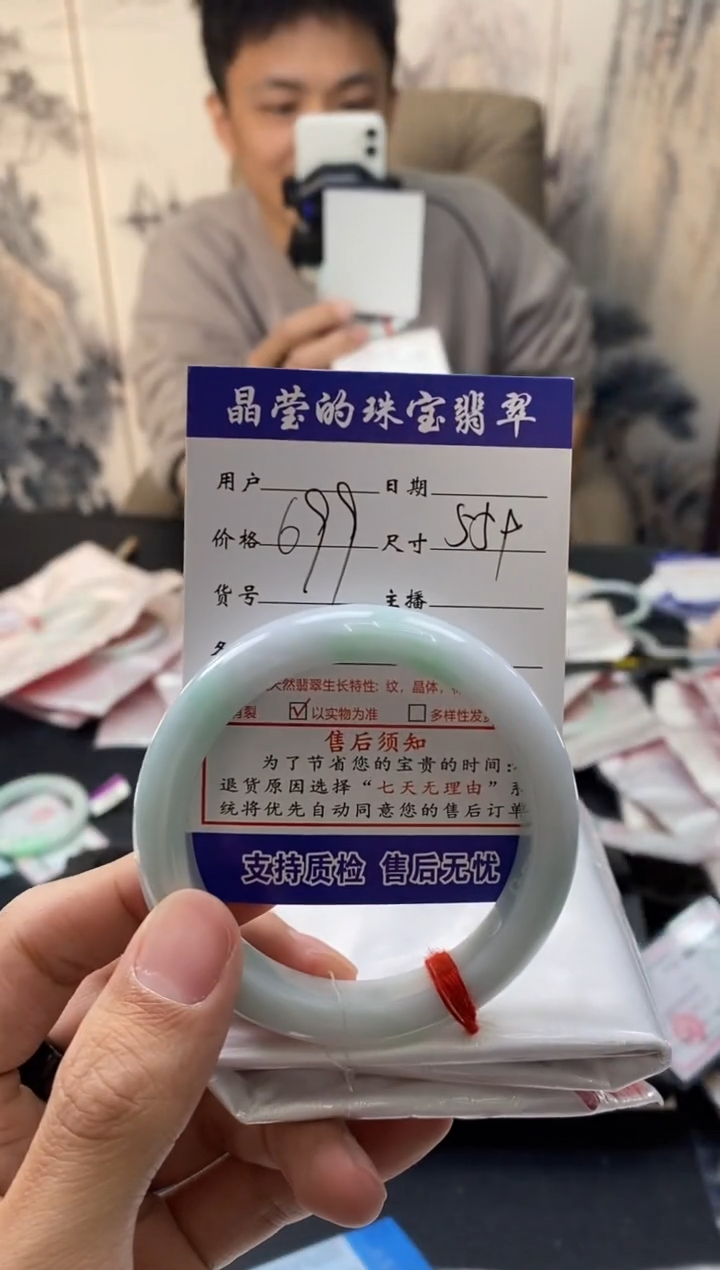 晶莹的珠宝翡翠
用户 日期
价格 699 尺寸
货号 主播
天然翡翠生长特性: 纹, 晶体,
裂 ☑以实物为准 □多样性发
售后须知
为了节省您的宝贵的时间:
退货原因选择“七天无理由”系
统将优先自动同意您的售后订单
支持质检 售后无忧